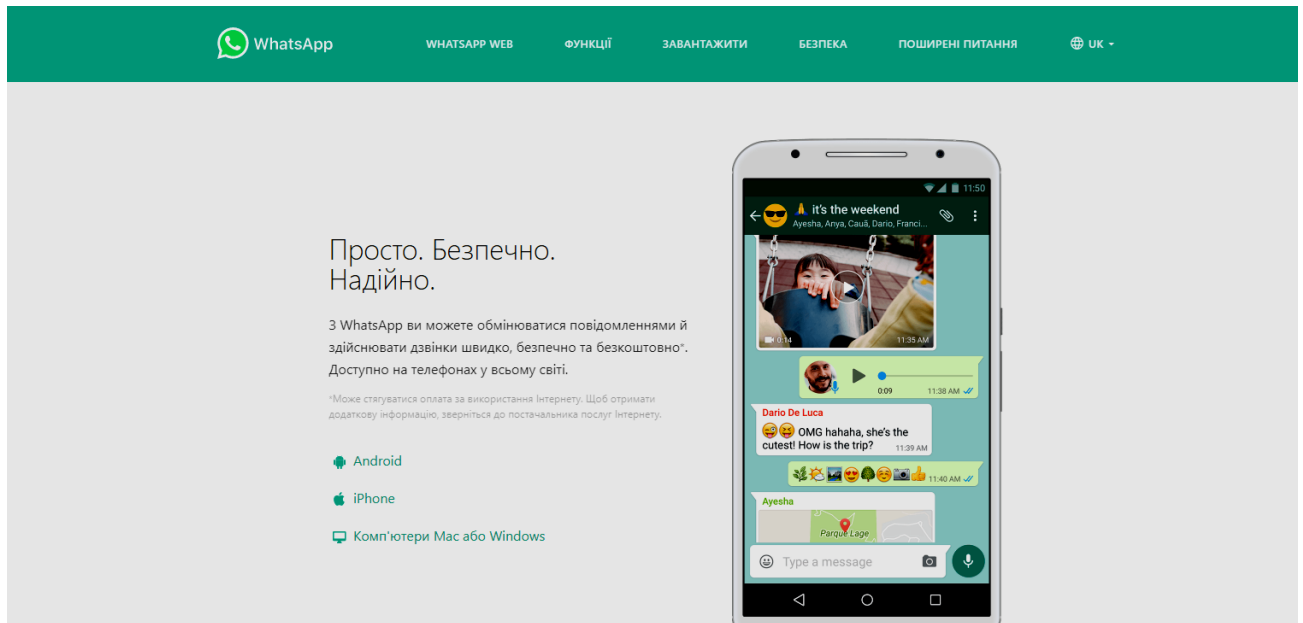 WhatsApp
WHATSAPP WEB
ФУНКЦІЇ
ЗАВАНТАЖИТИ
БЕЗПЕКА
ПОШИРЕНІ ПИТАННЯ
UK
Просто. Безпечно.
Надійно.
З WhatsApp ви можете обмінюватися повідомленнями й
здійснювати дзвінки швидко, безпечно та безкоштовно*.
Доступно на телефонах у всьому світі.
*Може стягуватися оплата за використання Інтернету. Щоб отримати
додаткову інформацію, зверніться до постачальника послуг Інтернету.
Android
iPhone
Комп'ютери Mac або Windows
11:50
🙏 it's the weekend
Ayesha, Anya, Cauã, Dario, Franci...
0:14 11:35 AM
0:09 11:38 AM
Dario De Luca
😜😝 OMG hahaha, she's the
cutest! How is the trip? 11:39 AM
11:40 AM
Ayesha
Parque Lage
Type a message